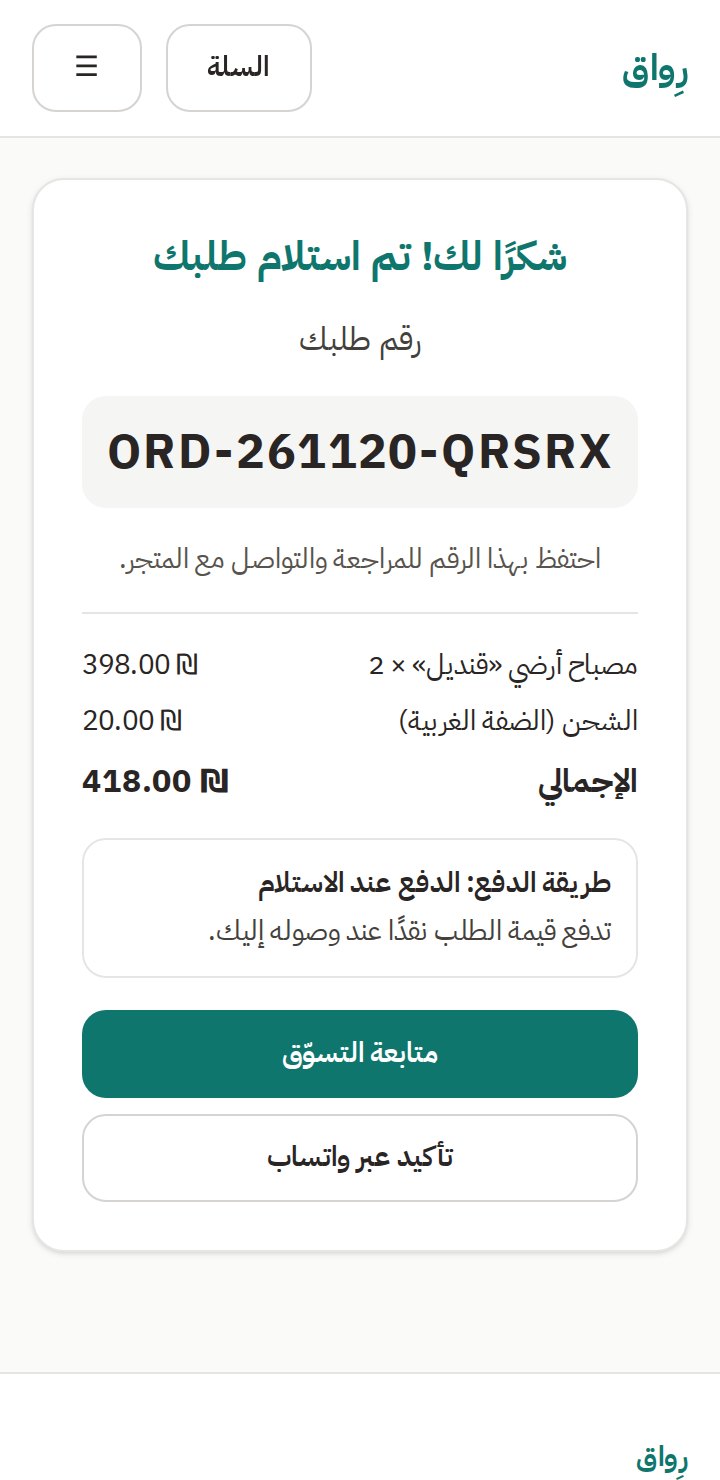 رِواق
السلة
☰
شكرًا لك! تم استلام طلبك
رقم طلبك
ORD-261120-QRSRX
احتفظ بهذا الرقم للمراجعة والتواصل مع المتجر.
مصباح أرضي «قنديل» × 2
398.00 ₪
الشحن (الضفة الغربية)
20.00 ₪
الإجمالي
418.00 ₪
طريقة الدفع: الدفع عند الاستلام
تدفع قيمة الطلب نقدًا عند وصوله إليك.
متابعة التسوّق
تأكيد عبر واتساب
رِواق